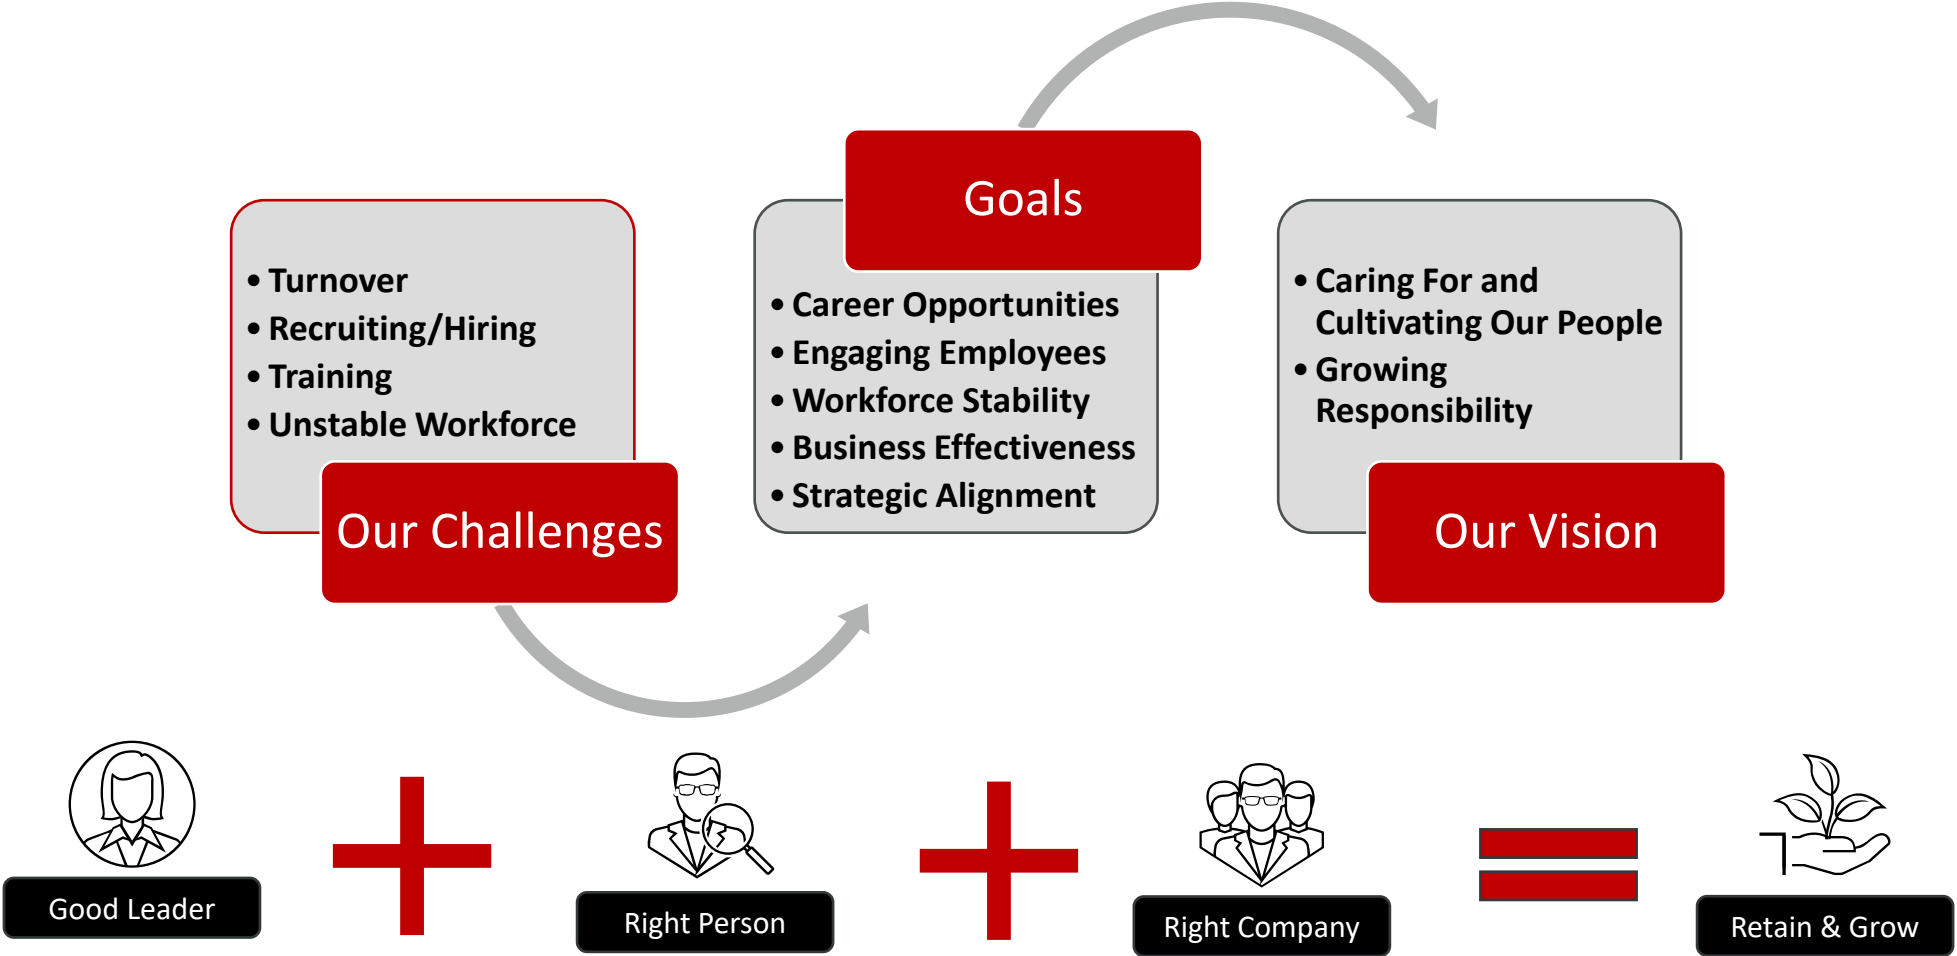 • Turnover
• Recruiting/Hiring
• Training
• Unstable Workforce
Our Challenges
Goals
• Career Opportunities
• Engaging Employees
• Workforce Stability
• Business Effectiveness
• Strategic Alignment
• Caring For and
Cultivating Our People
• Growing
Responsibility
Our Vision
Good Leader
Right Person
Right Company
Retain & Grow